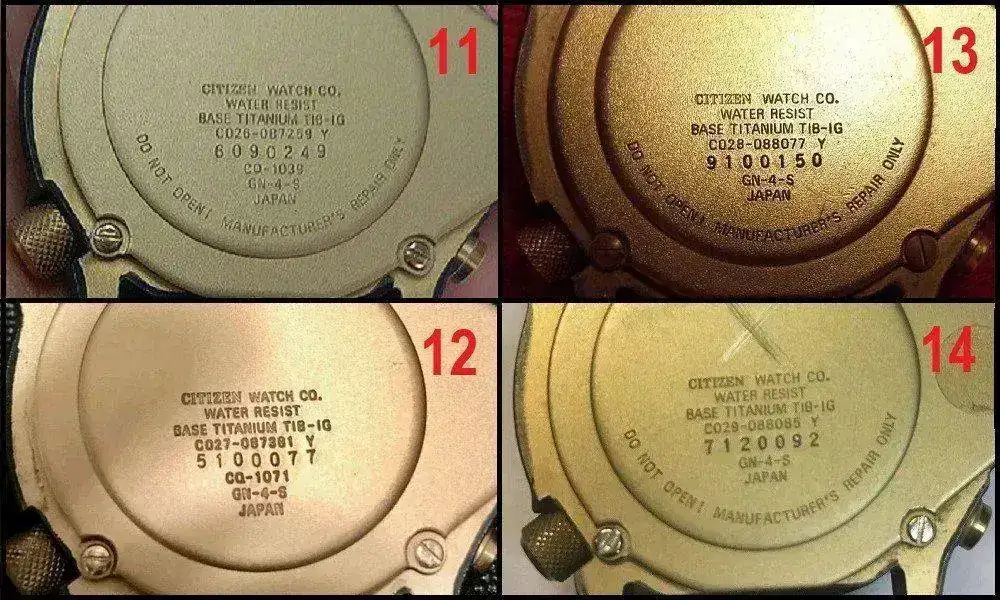 11
CITIZEN WATCH CO.
WATER RESIST
BASE TITANIUM TIB-IG
C026-087259 Y
6090249
CQ-1039
GN-4-S
JAPAN
DO NOT OPEN! MANUFACTURER'S REPAIR ONLY
13
CITIZEN WATCH CO.
WATER RESIST
BASE TITANIUM TIB-IG
C028-088077 Y
9100150
GN-4-S
JAPAN
DO NOT OPEN! MANUFACTURER'S REPAIR ONLY
12
CITIZEN WATCH CO.
WATER RESIST
BASE TITANIUM TIB-IG
C027-087381 Y
5100077
CQ-1071
GN-4-S
JAPAN
14
CITIZEN WATCH CO.
WATER RESIST
BASE TITANIUM TIB-IG
C029-088085 Y
7120092
GN-4-S
JAPAN
DO NOT OPEN! MANUFACTURER'S REPAIR ONLY